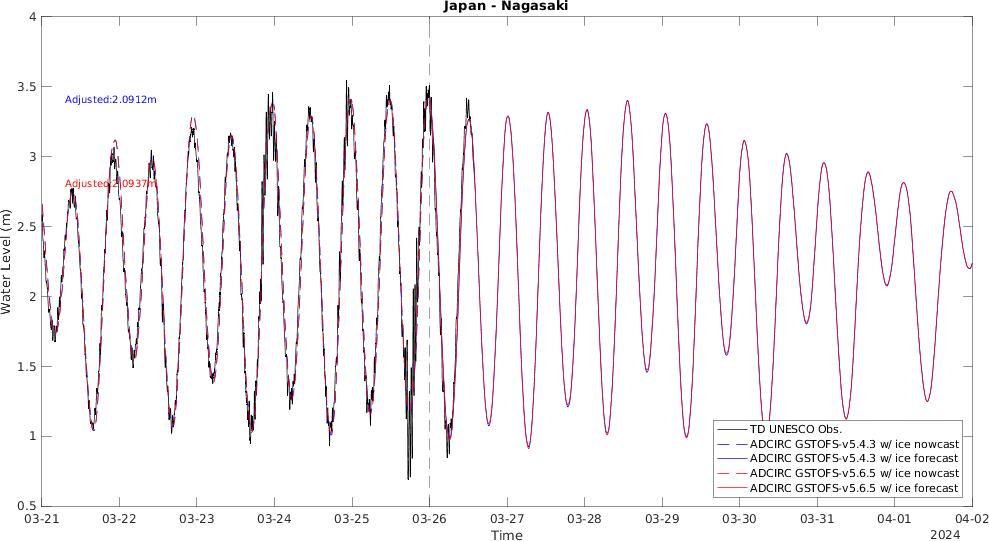 Japan - Nagasaki
Water Level (m)
4
3.5
3
2.5
2
1.5
1
0.5
Adjusted:2.0912m
Adjusted:2.0937m
TD UNESCO Obs.
ADCIRC GSTOFS-v5.4.3 w/ ice nowcast
ADCIRC GSTOFS-v5.4.3 w/ ice forecast
ADCIRC GSTOFS-v5.6.5 w/ ice nowcast
ADCIRC GSTOFS-v5.6.5 w/ ice forecast
03-21 03-22 03-23 03-24 03-25 03-26 03-27 03-28 03-29 03-30 03-31 04-01 04-02
Time
2024